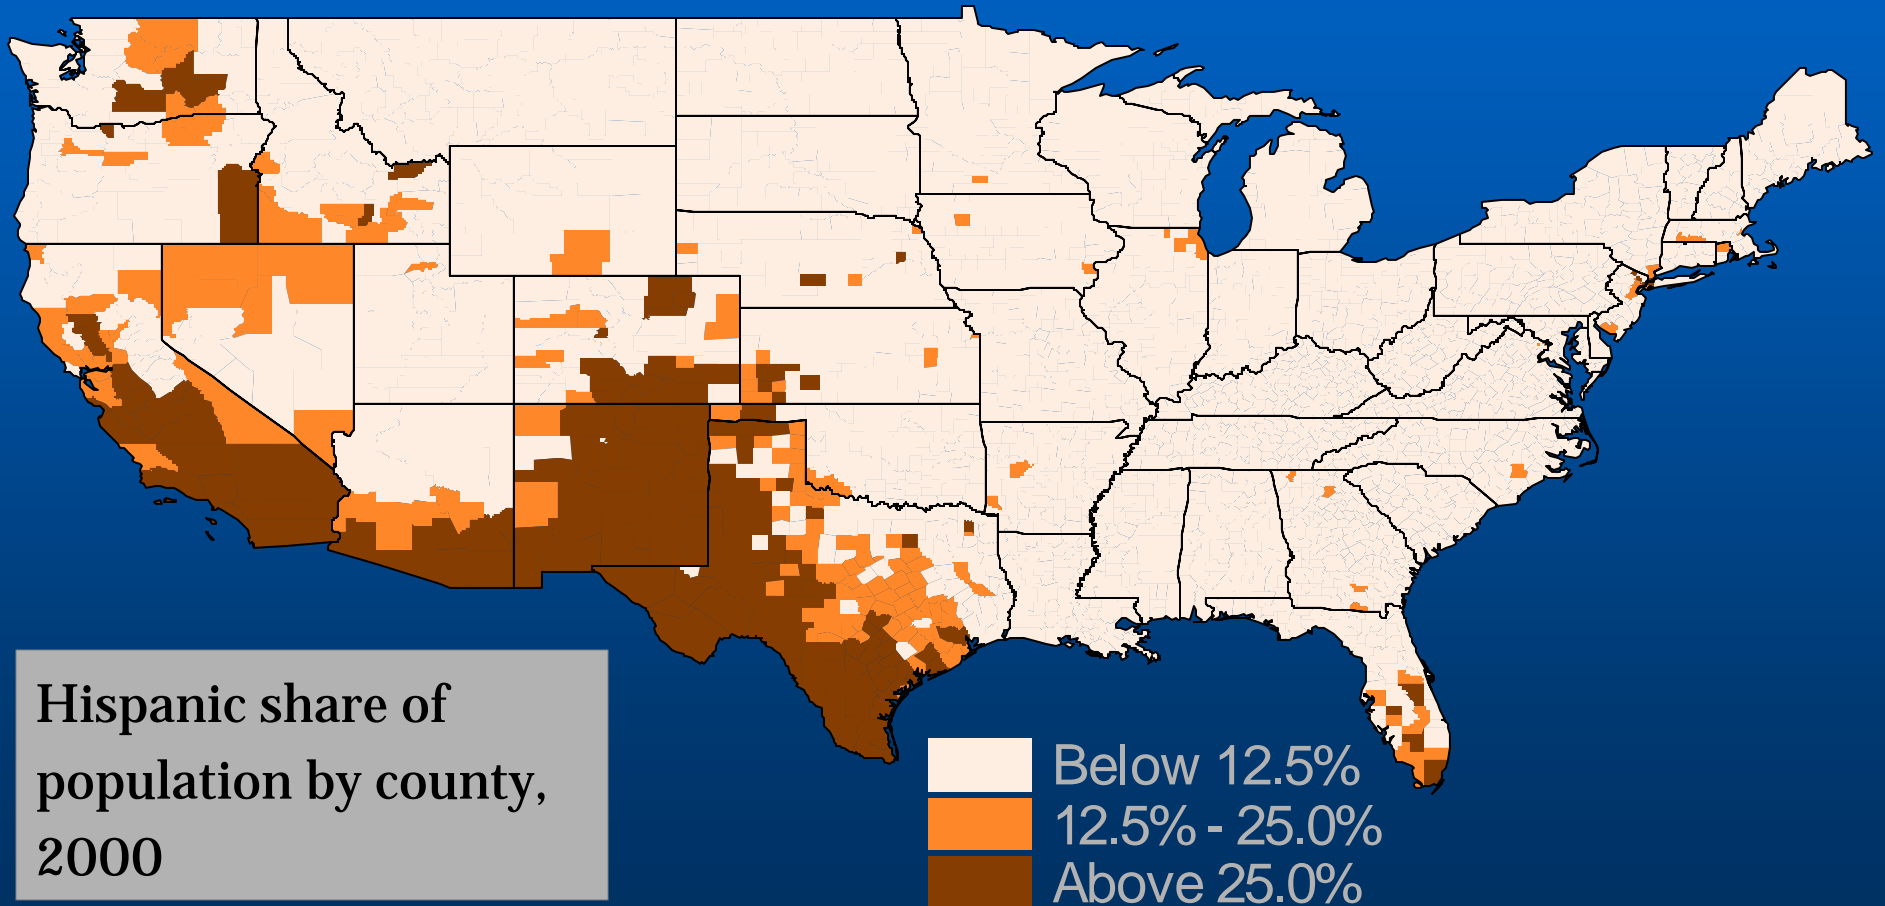 Hispanic share of
population by county,
2000
Below 12.5%
12.5% - 25.0%
Above 25.0%